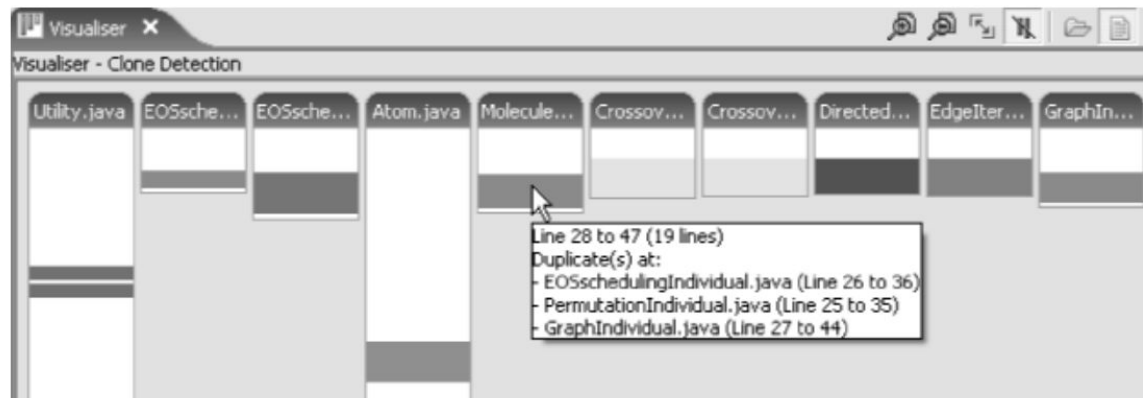 Visualiser
Visualiser - Clone Detection
Utility.java EOSsche... EOSsche... Atom.java Molecule... Crossov... Crossov... Directed... EdgeIter... GraphIn...
Line 28 to 47 (19 lines)
Duplicate(s) at:
- EOSschedulingIndividual.java (Line 26 to 36)
- PermutationIndividual.java (Line 25 to 35)
- GraphIndividual.java (Line 27 to 44)